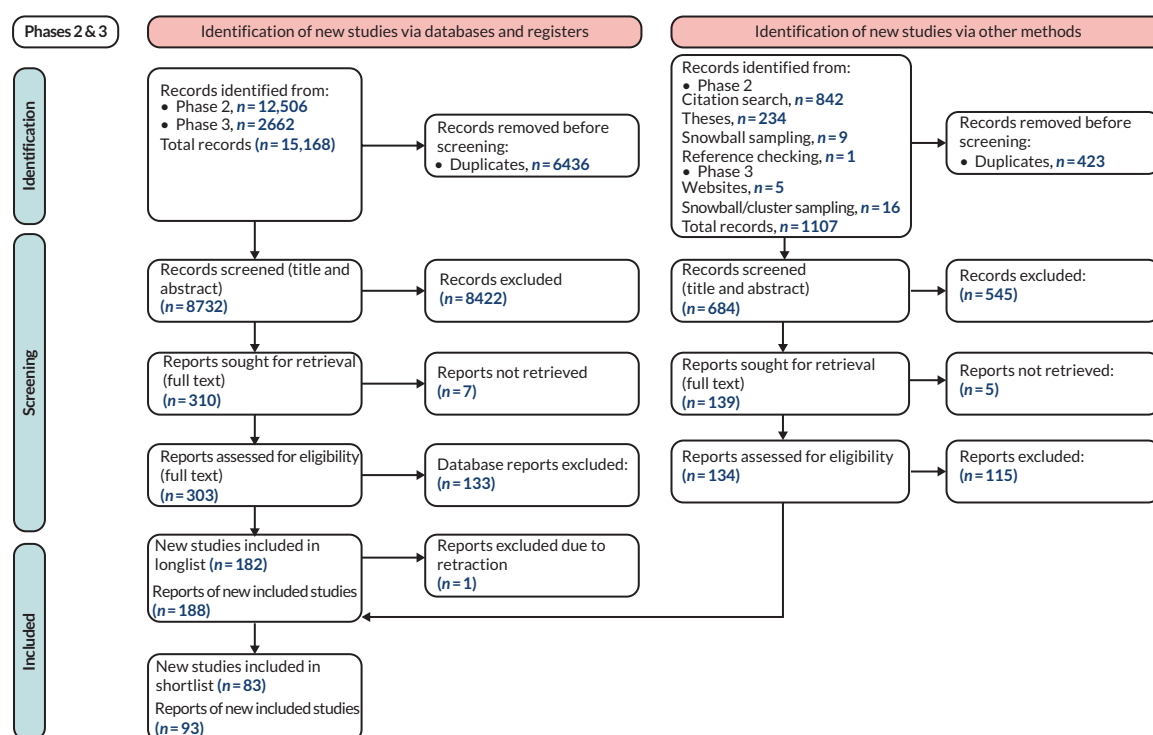 Phases 2 & 3
Identification of new studies via databases and registers
Identification of new studies via other methods
Identification
Records identified from:
• Phase 2, n = 12,506
• Phase 3, n = 2662
Total records (n = 15,168)
Records removed before
screening:
• Duplicates, n = 6436
Records identified from:
• Phase 2
Citation search, n = 842
Theses, n = 234
Snowball sampling, n = 9
Reference checking, n = 1
• Phase 3
Websites, n = 5
Snowball/cluster sampling, n = 16
Total records, n = 1107
Records removed before
screening:
• Duplicates, n = 423
Screening
Records screened (title and
abstract)
(n = 8732)
Records excluded
(n = 8422)
Records screened
(title and abstract)
(n = 684)
Records excluded:
(n = 545)
Reports sought for retrieval
(full text)
(n = 310)
Reports not retrieved
(n = 7)
Reports sought for retrieval
(full text)
(n = 139)
Reports not retrieved:
(n = 5)
Reports assessed for eligibility
(full text)
(n = 303)
Database reports excluded:
(n = 133)
Reports assessed for eligibility
(n = 134)
Reports excluded:
(n = 115)
Included
New studies included in
longlist (n = 182)
Reports of new included studies
(n = 188)
Reports excluded due to
retraction
(n = 1)
New studies included in
shortlist (n = 83)
Reports of new included studies
(n = 93)